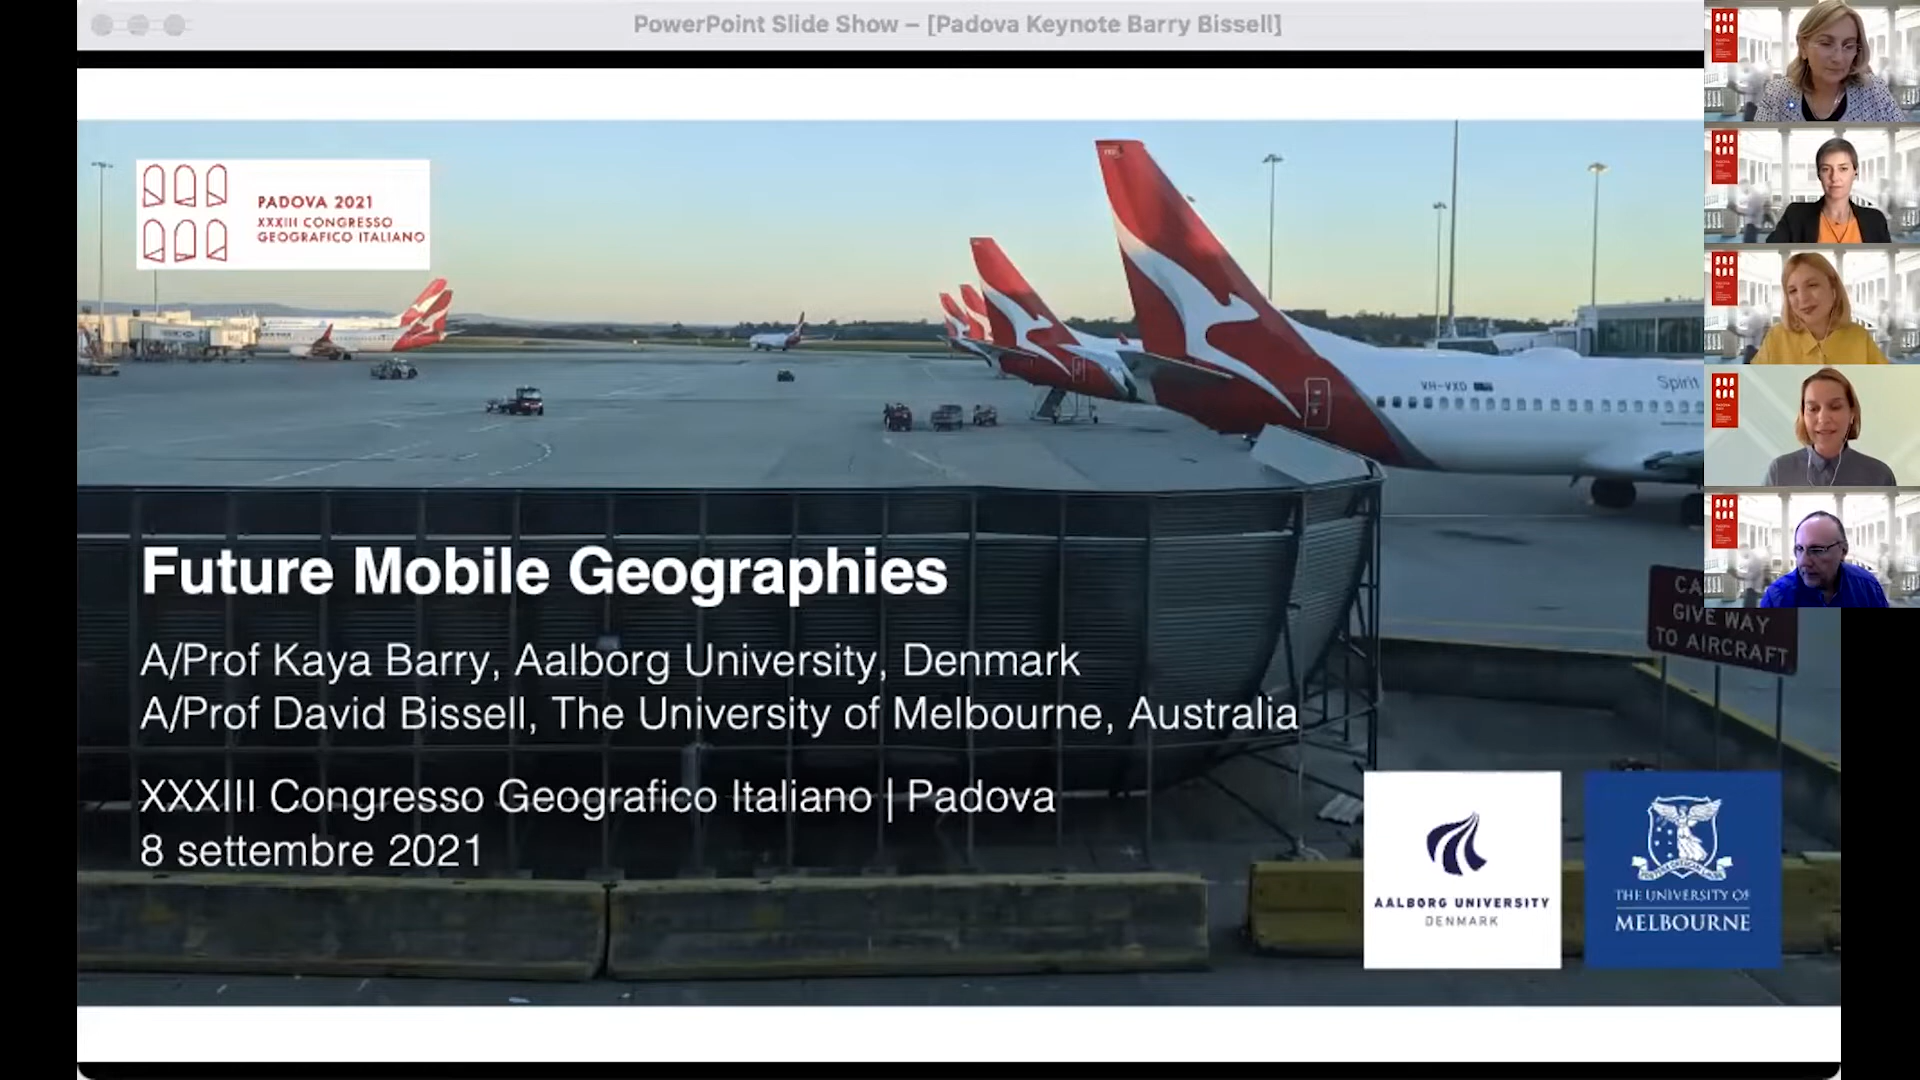 PowerPoint Slide Show – [Padova Keynote Barry Bissell]
PADOVA 2021
XXXIII CONGRESSO
GEOGRAFICO ITALIANO
VH-VXD
Spirit
Future Mobile Geographies
A/Prof Kaya Barry, Aalborg University, Denmark
A/Prof David Bissell, The University of Melbourne, Australia
XXXIII Congresso Geografico Italiano | Padova
8 settembre 2021
CA
GIVE WAY
TO AIRCRAFT
AALBORG UNIVERSITY
DENMARK
THE UNIVERSITY OF
MELBOURNE